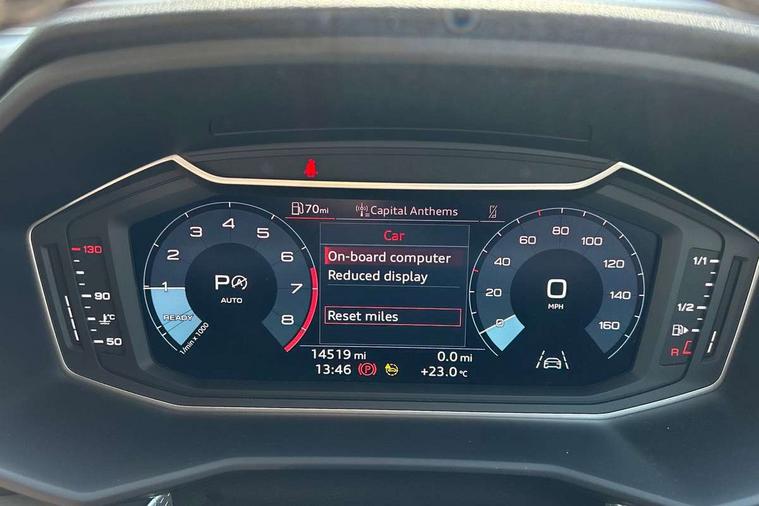 70mi
Capital Anthems
Car
On-board computer
Reduced display
Reset miles
130
90
°C
50
1
2
3
4
5
6
7
8
P
AUTO
READY
1/min x 1000
0
20
40
60
80
100
120
140
160
0
MPH
1/1
1/2
R
14519 mi
0.0 mi
13:46
P
+23.0 °C